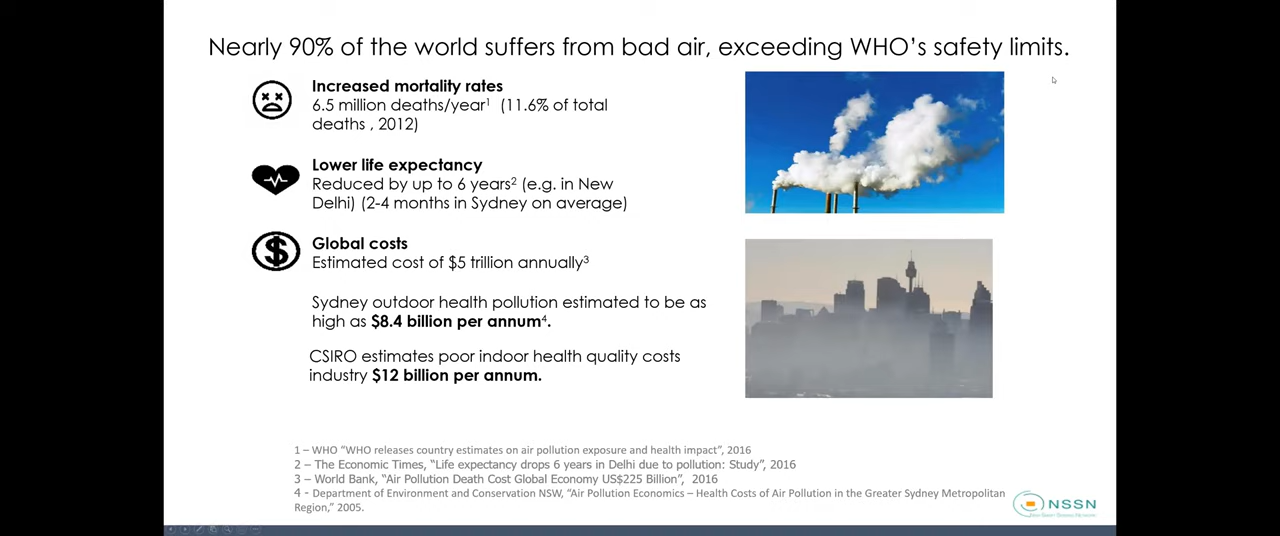 Nearly 90% of the world suffers from bad air, exceeding WHO's safety limits.
Increased mortality rates
6.5 million deaths/year¹ (11.6% of total
deaths , 2012)
Lower life expectancy
Reduced by up to 6 years² (e.g. in New
Delhi) (2-4 months in Sydney on average)
$
Global costs
Estimated cost of $5 trillion annually³
Sydney outdoor health pollution estimated to be as
high as $8.4 billion per annum⁴.
CSIRO estimates poor indoor health quality costs
industry $12 billion per annum.
1 – WHO “WHO releases country estimates on air pollution exposure and health impact”, 2016
2 – The Economic Times, “Life expectancy drops 6 years in Delhi due to pollution: Study”, 2016
3 – World Bank, “Air Pollution Death Cost Global Economy US$225 Billion”, 2016
4 - Department of Environment and Conservation NSW, “Air Pollution Economics – Health Costs of Air Pollution in the Greater Sydney Metropolitan
Region,” 2005.
NSSN